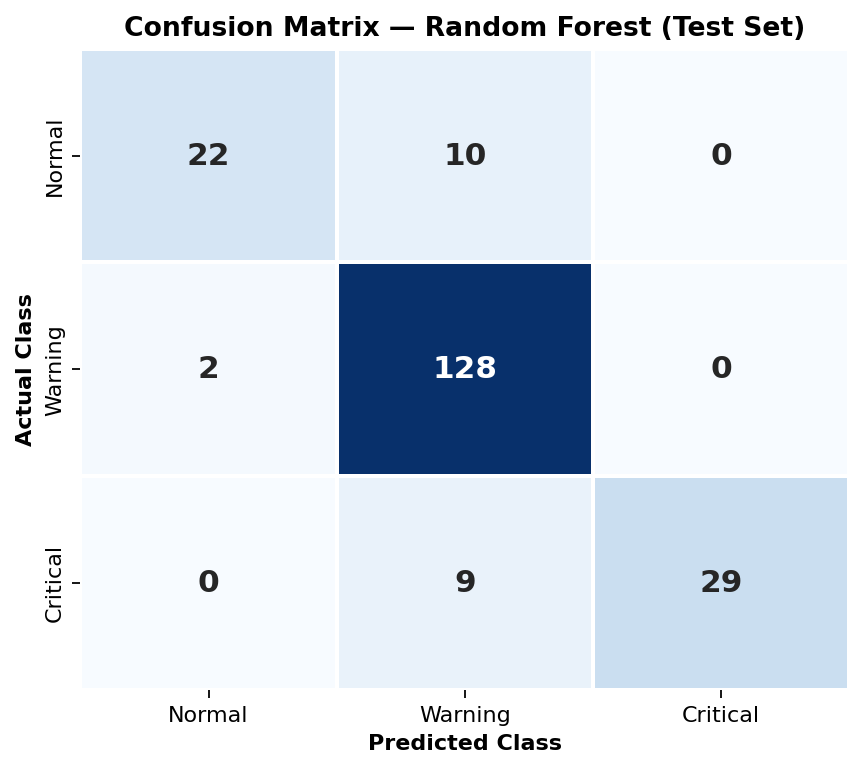 Confusion Matrix — Random Forest (Test Set)
Actual Class
Normal
22 10 0
Warning
2 128 0
Critical
0 9 29
Normal Warning Critical
Predicted Class